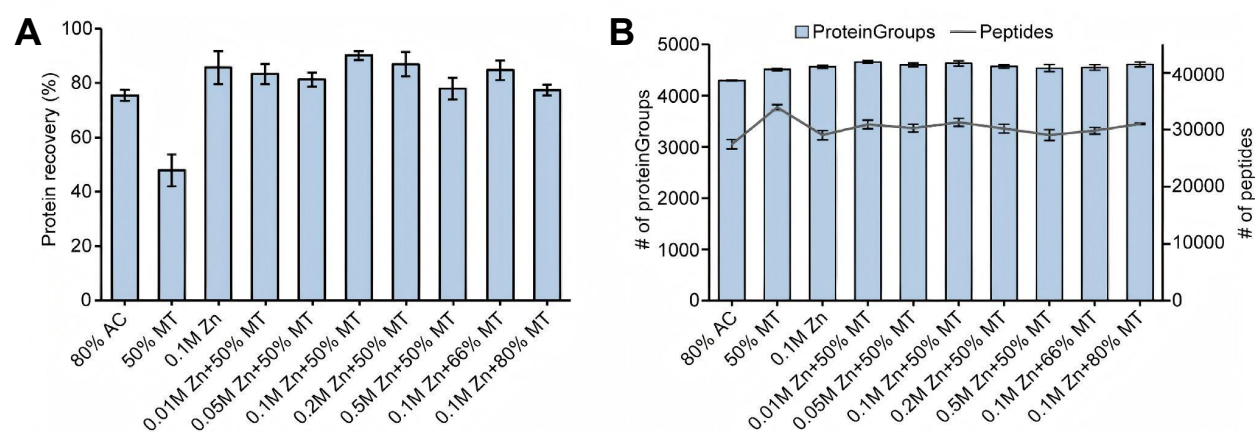 A
Protein recovery (%)
100
80
60
40
20
0
80% AC
50% MT
0.1M Zn
0.01M Zn+50% MT
0.05M Zn+50% MT
0.1M Zn+50% MT
0.2M Zn+50% MT
0.5M Zn+50% MT
0.1M Zn+66% MT
0.1M Zn+80% MT
B
ProteinGroups
Peptides
# of proteinGroups
5000
4000
3000
2000
1000
0
# of peptides
40000
30000
20000
10000
0
80% AC
50% MT
0.1M Zn
0.01M Zn+50% MT
0.05M Zn+50% MT
0.1M Zn+50% MT
0.2M Zn+50% MT
0.5M Zn+50% MT
0.1M Zn+66% MT
0.1M Zn+80% MT